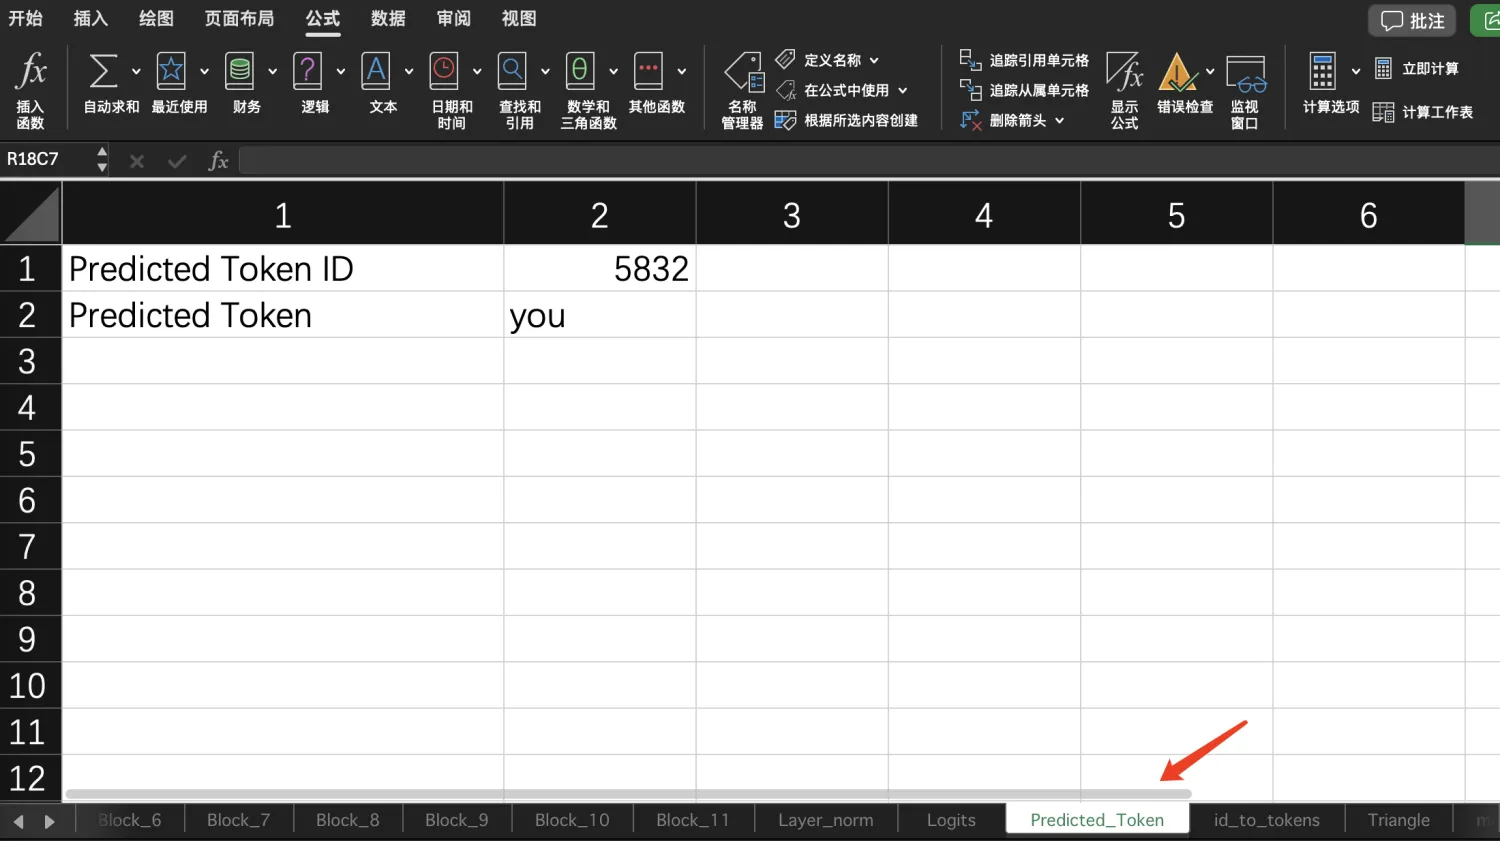 开始 插入 绘图 页面布局 公式 数据 审阅 视图 批注
插入函数 自动求和 最近使用 财务 逻辑 文本 日期和时间 查找和引用 数学和三角函数 其他函数 名称管理器 定义名称 在公式中使用 根据所选内容创建 追踪引用单元格 追踪从属单元格 删除箭头 显示公式 错误检查 监视窗口 计算选项 立即计算 计算工作表
R18C7 fx
1 2 3 4 5 6
1 Predicted Token ID 5832
2 Predicted Token you
3
4
5
6
7
8
9
10
11
12
Block_6 Block_7 Block_8 Block_9 Block_10 Block_11 Layer_norm Logits Predicted_Token id_to_tokens Triangle